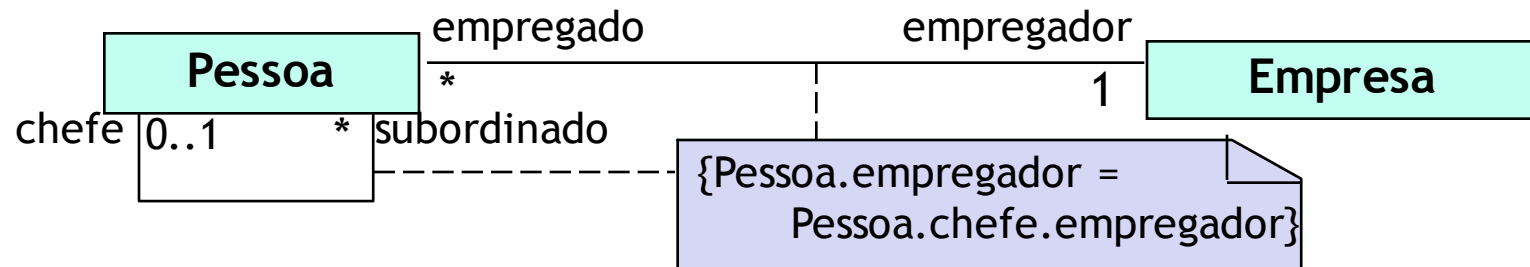 empregado empregador
Pessoa * 1 Empresa
chefe 0..1 * subordinado
{Pessoa.empregador =
Pessoa.chefe.empregador}